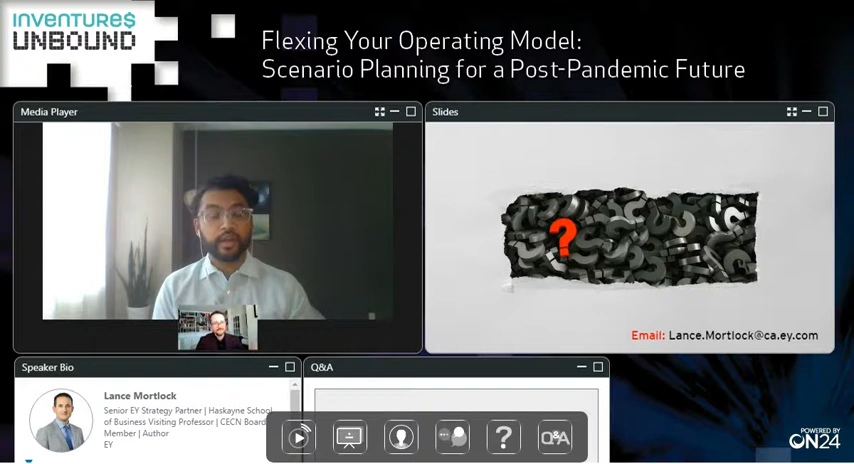 inventure$
UNBOUND
Flexing Your Operating Model:
Scenario Planning for a Post-Pandemic Future
Media Player
Slides
?
Email: Lance.Mortlock@ca.ey.com
Speaker Bio
Lance Mortlock
Senior EY Strategy Partner | Haskayne School
of Business Visiting Professor | CECN Board
Member | Author
EY
Q&A
?
Q&A
POWERED BY
ON24